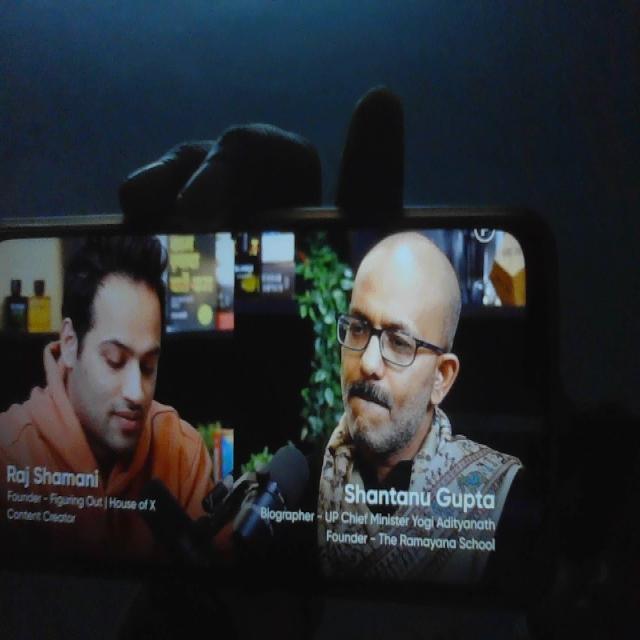 Raj Shamani
Founder - Figuring Out | House of X
Content Creator
Shantanu Gupta
Biographer - UP Chief Minister Yogi Adityanath
Founder - The Ramayana School